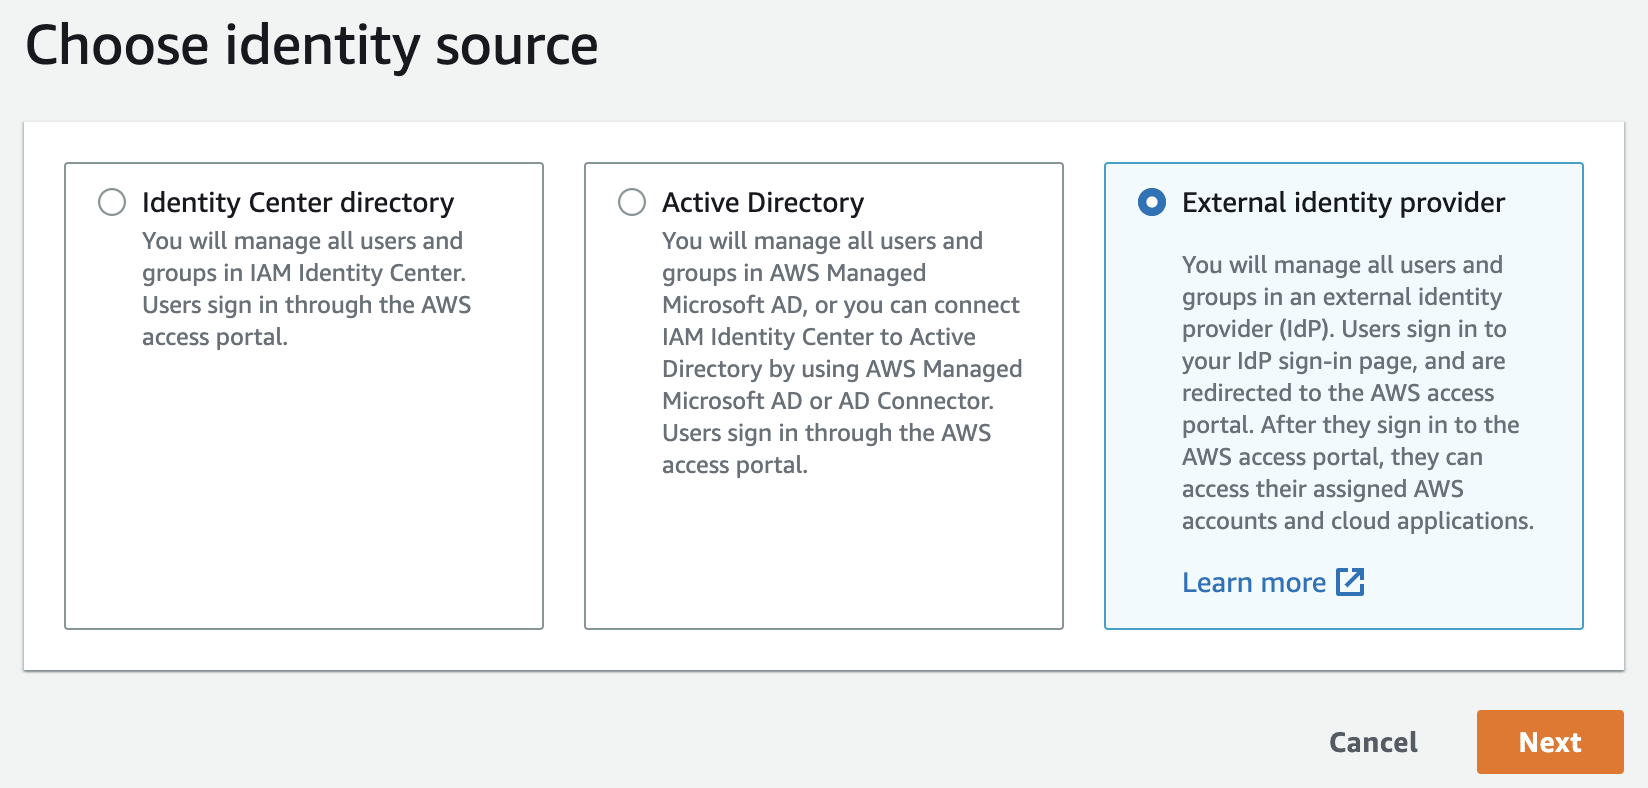 Choose identity source
Identity Center directory
You will manage all users and
groups in IAM Identity Center.
Users sign in through the AWS
access portal.
Active Directory
You will manage all users and
groups in AWS Managed
Microsoft AD, or you can connect
IAM Identity Center to Active
Directory by using AWS Managed
Microsoft AD or AD Connector.
Users sign in through the AWS
access portal.
External identity provider
You will manage all users and
groups in an external identity
provider (IdP). Users sign in to
your IdP sign-in page, and are
redirected to the AWS access
portal. After they sign in to the
AWS access portal, they can
access their assigned AWS
accounts and cloud applications.
Learn more
Cancel
Next